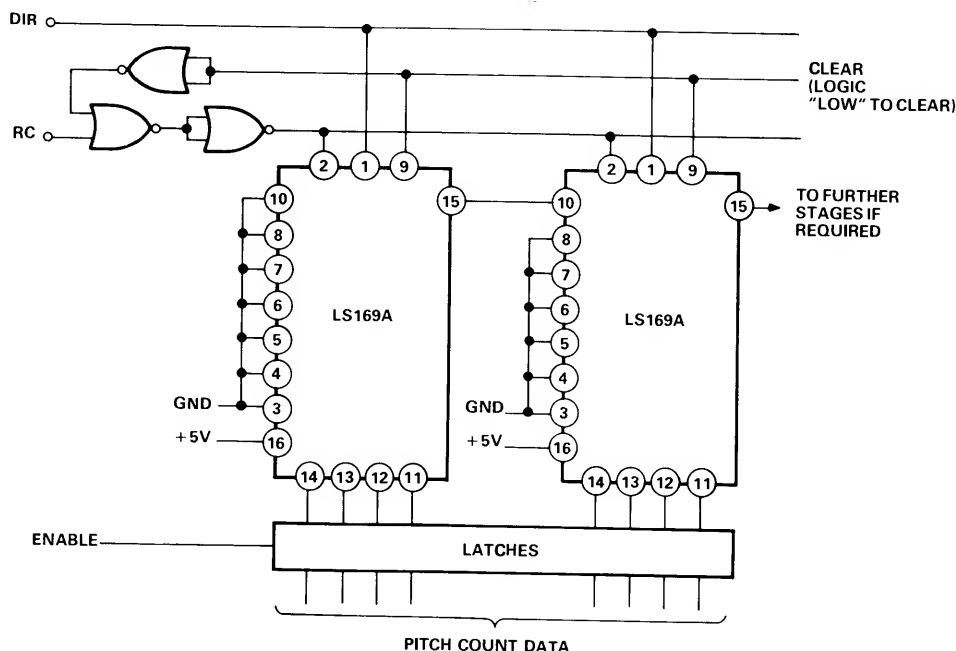 DIR
CLEAR
(LOGIC
"LOW" TO CLEAR)
RC
2 1 9
2 1 9
10
8
7
6
5
4
3
16
15
LS169A
GND
+5V
14 13 12 11
10
8
7
6
5
4
3
16
15
LS169A
GND
+5V
14 13 12 11
TO FURTHER
STAGES IF
REQUIRED
ENABLE
LATCHES
PITCH COUNT DATA